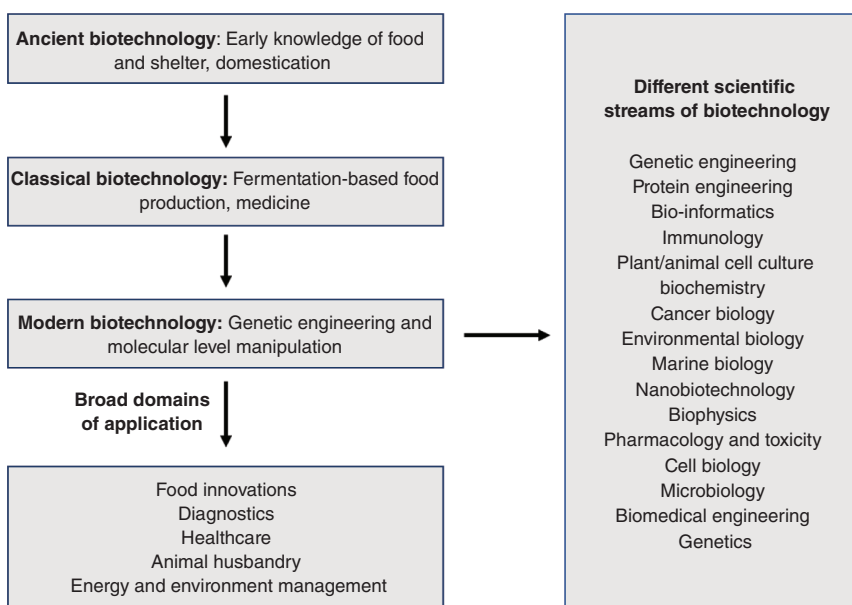 Ancient biotechnology: Early knowledge of food
and shelter, domestication
Classical biotechnology: Fermentation-based food
production, medicine
Modern biotechnology: Genetic engineering and
molecular level manipulation
Broad domains
of application
Food innovations
Diagnostics
Healthcare
Animal husbandry
Energy and environment management
Different scientific
streams of biotechnology
Genetic engineering
Protein engineering
Bio-informatics
Immunology
Plant/animal cell culture
biochemistry
Cancer biology
Environmental biology
Marine biology
Nanobiotechnology
Biophysics
Pharmacology and toxicity
Cell biology
Microbiology
Biomedical engineering
Genetics